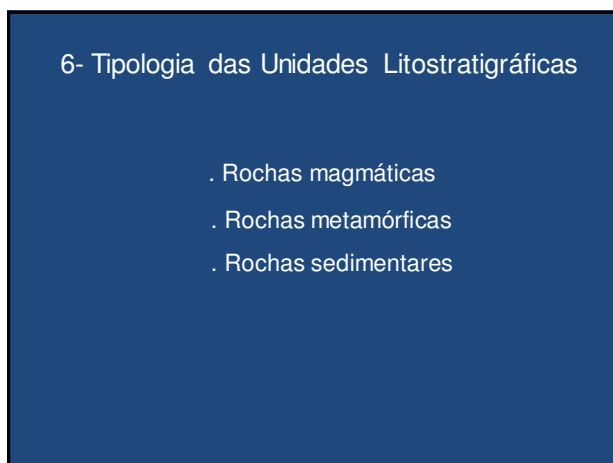 6- Tipologia das Unidades Litostratigráficas
. Rochas magmáticas
. Rochas metamórficas
. Rochas sedimentares